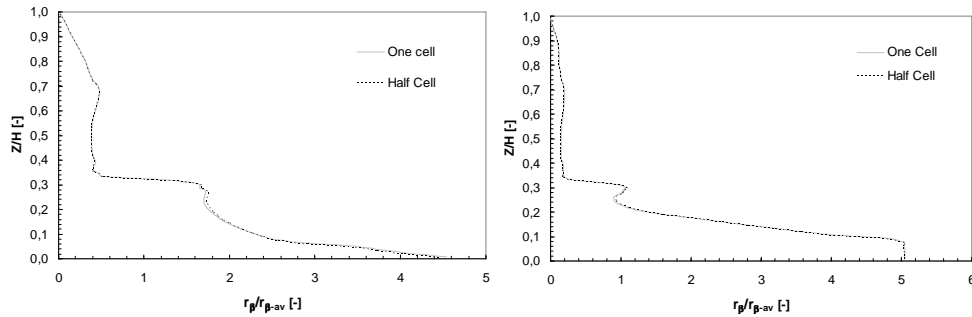 1,0
0,9
0,8
0,7
0,6
0,5
0,4
0,3
0,2
0,1
0,0
Z/H [-]
One cell
Half Cell
0 1 2 3 4 5
rβ/rβ-av [-]
1,0
0,9
0,8
0,7
0,6
0,5
0,4
0,3
0,2
0,1
0,0
Z/H [-]
One Cell
Half Cell
0 1 2 3 4 5 6
rβ/rβ-av [-]